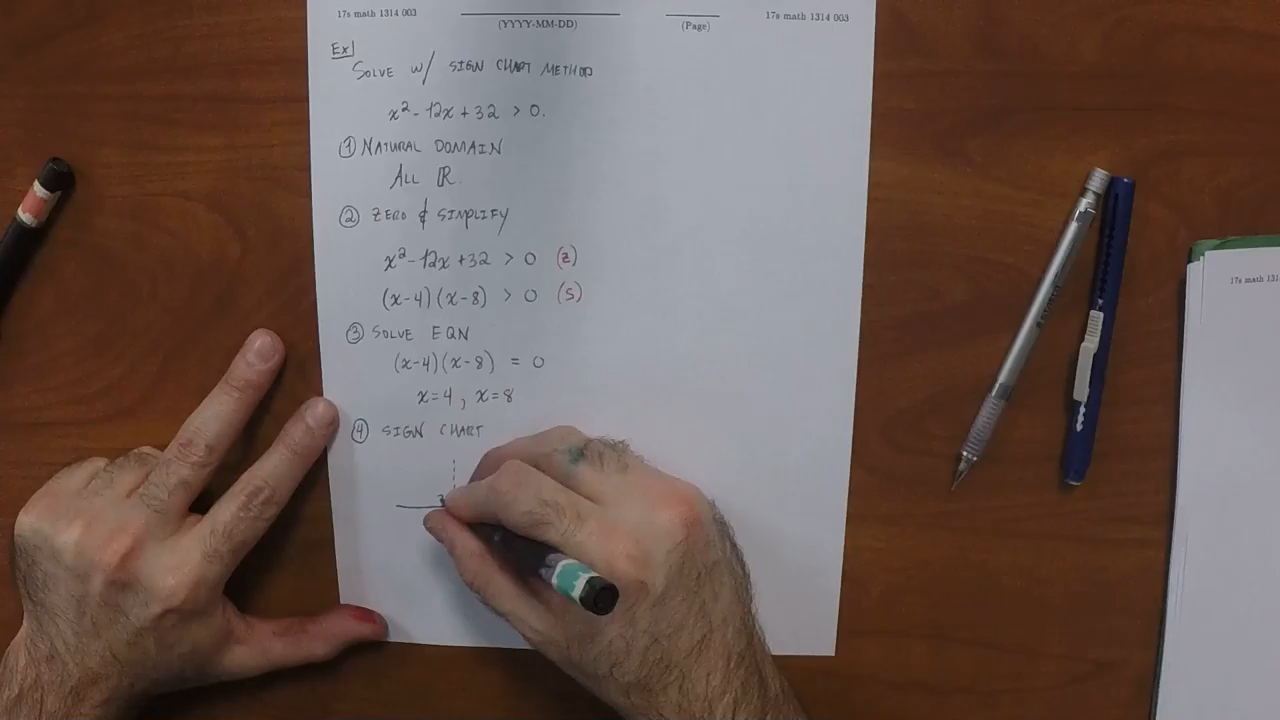 17s math 1314 003 (YYYY-MM-DD) (Page) 17s math 1314 003
Ex
SOLVE w/ SIGN CHART METHOD
x² - 12x + 32 > 0.
① NATURAL DOMAIN
ALL ℝ.
② ZERO & SIMPLIFY
x² - 12x + 32 > 0 (Z)
(x-4)(x-8) > 0 (S)
③ SOLVE EQN
(x-4)(x-8) = 0
x=4, x=8
④ SIGN CHART
17s math 131